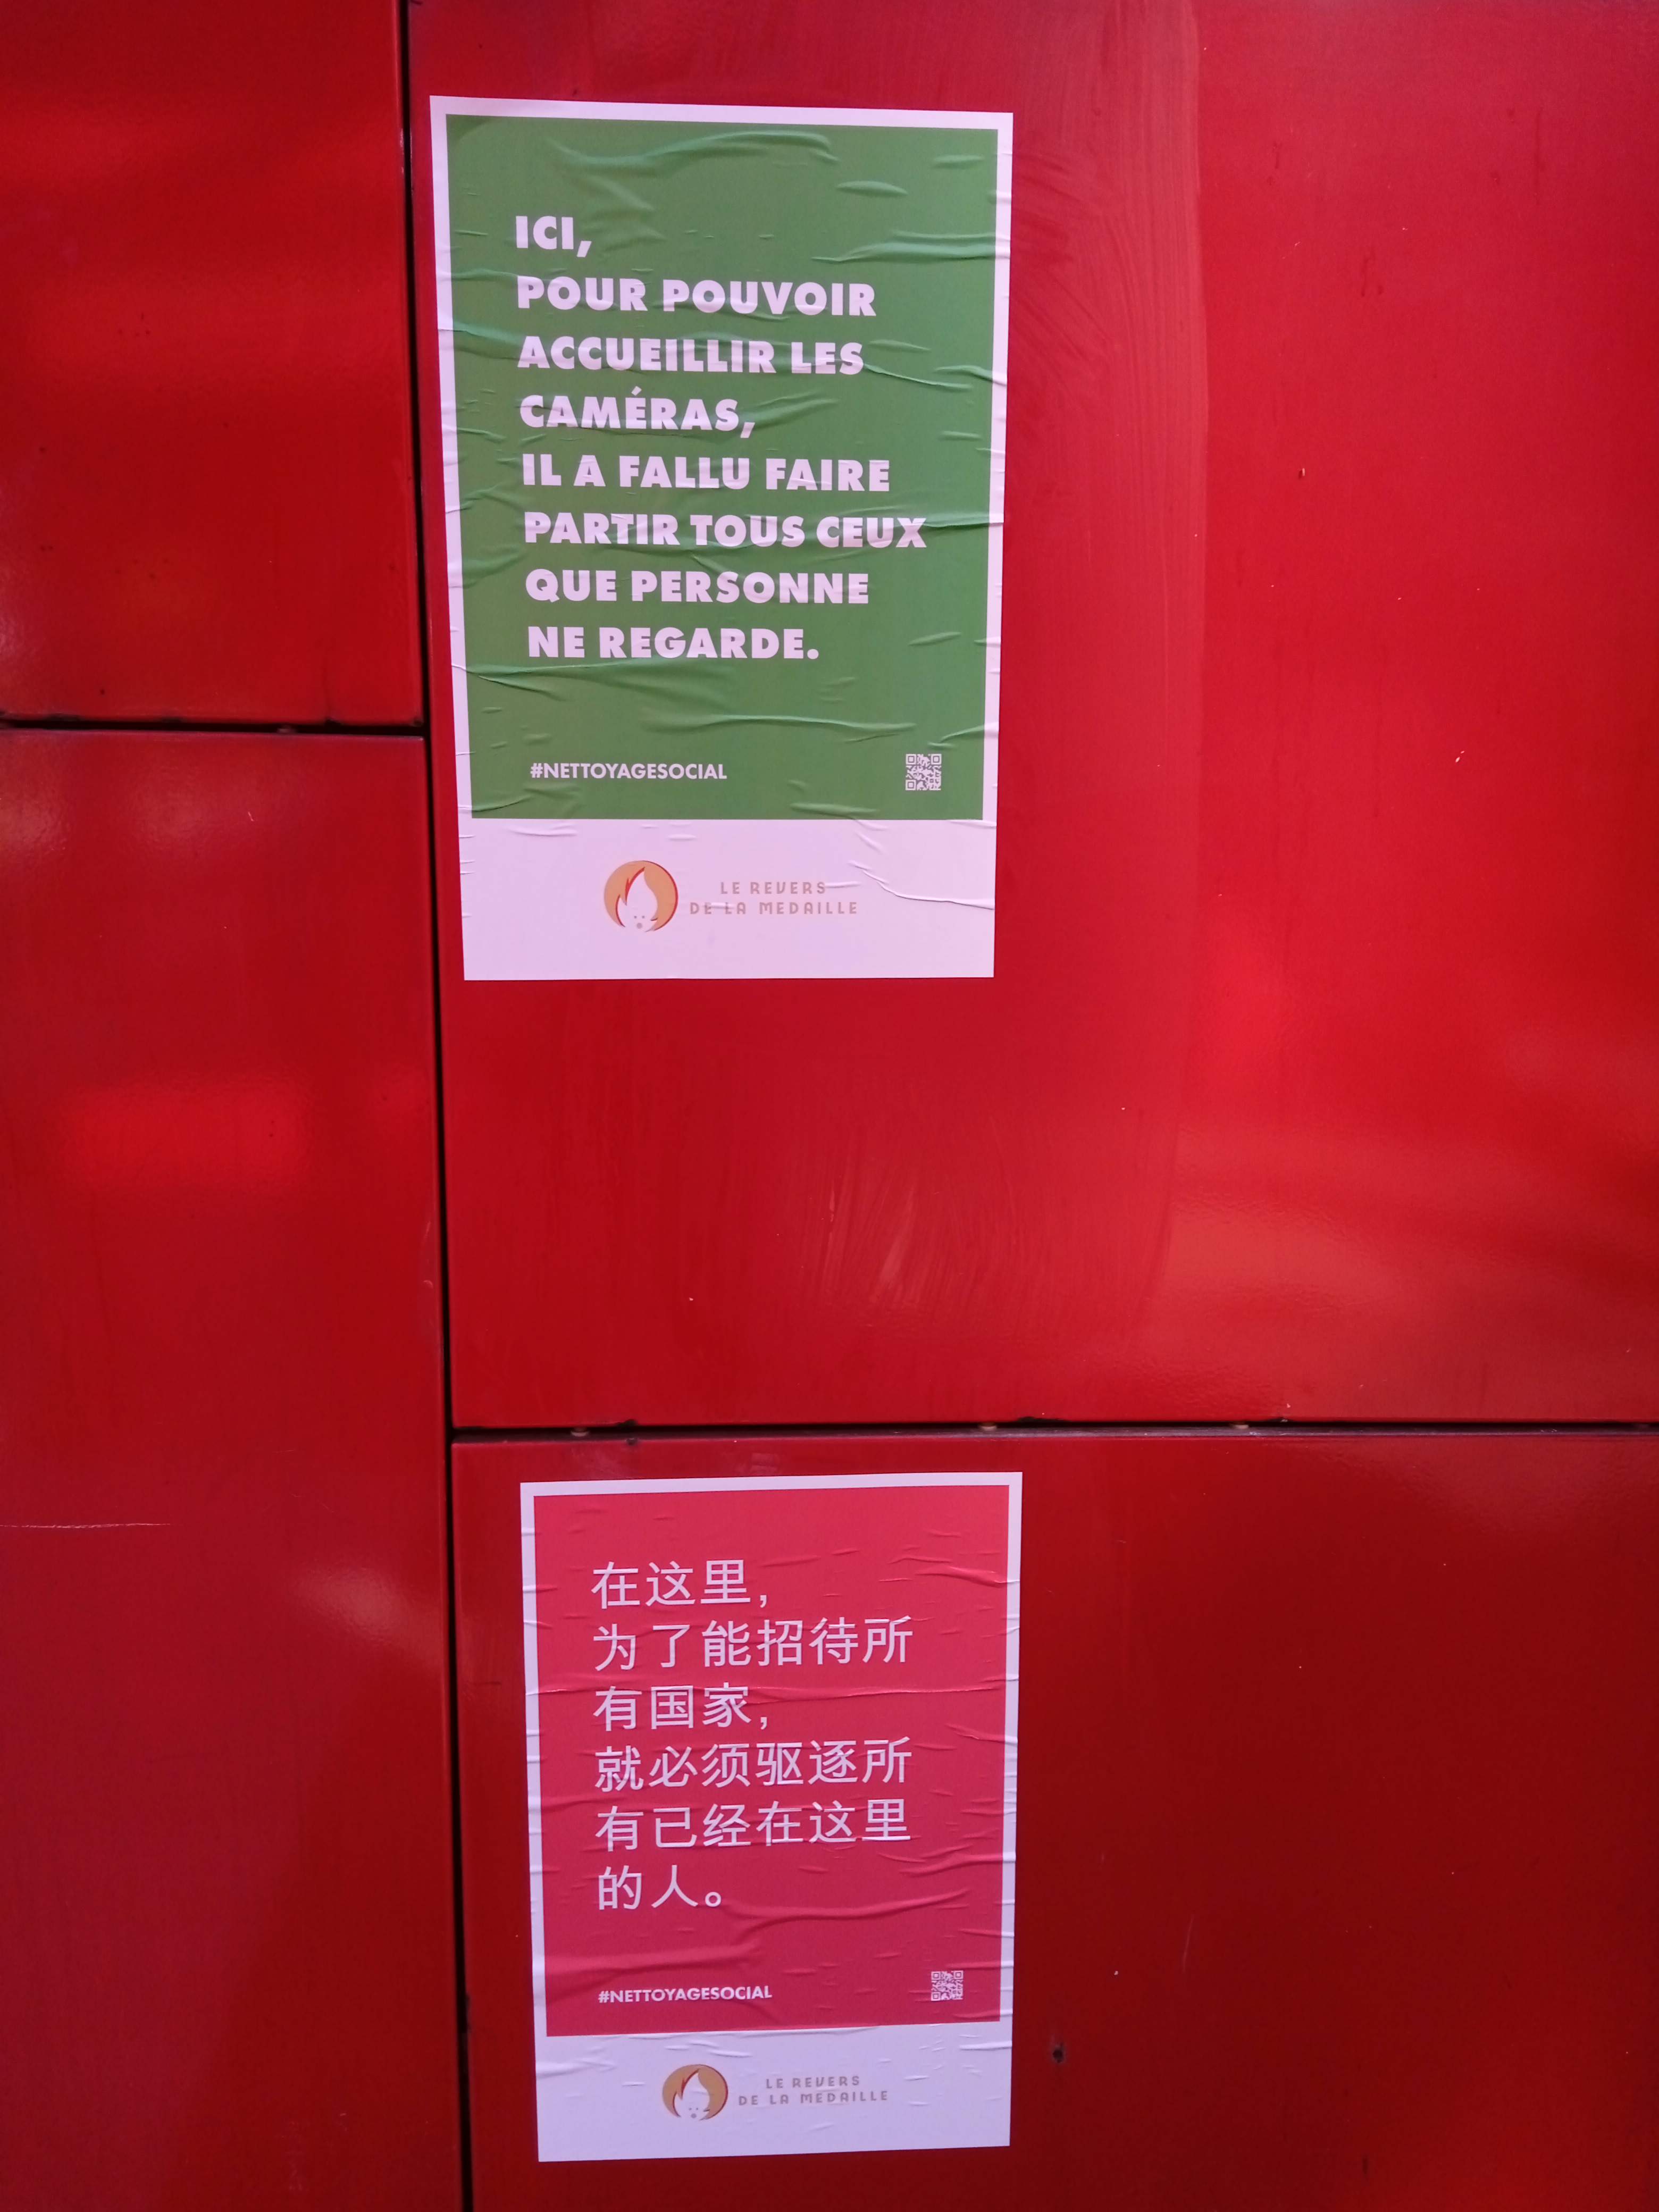 ICI,
POUR POUVOIR
ACCUEILLIR LES
CAMÉRAS,
IL A FALLU FAIRE
PARTIR TOUS CEUX
QUE PERSONNE
NE REGARDE.
#NETTOYAGESOCIAL
LE REVERS
DE LA MEDAILLE
在这里,
为了能招待所
有国家,
就必须驱逐所
有已经在这里
的人。
#NETTOYAGESOCIAL
LE REVERS
DE LA MEDAILLE